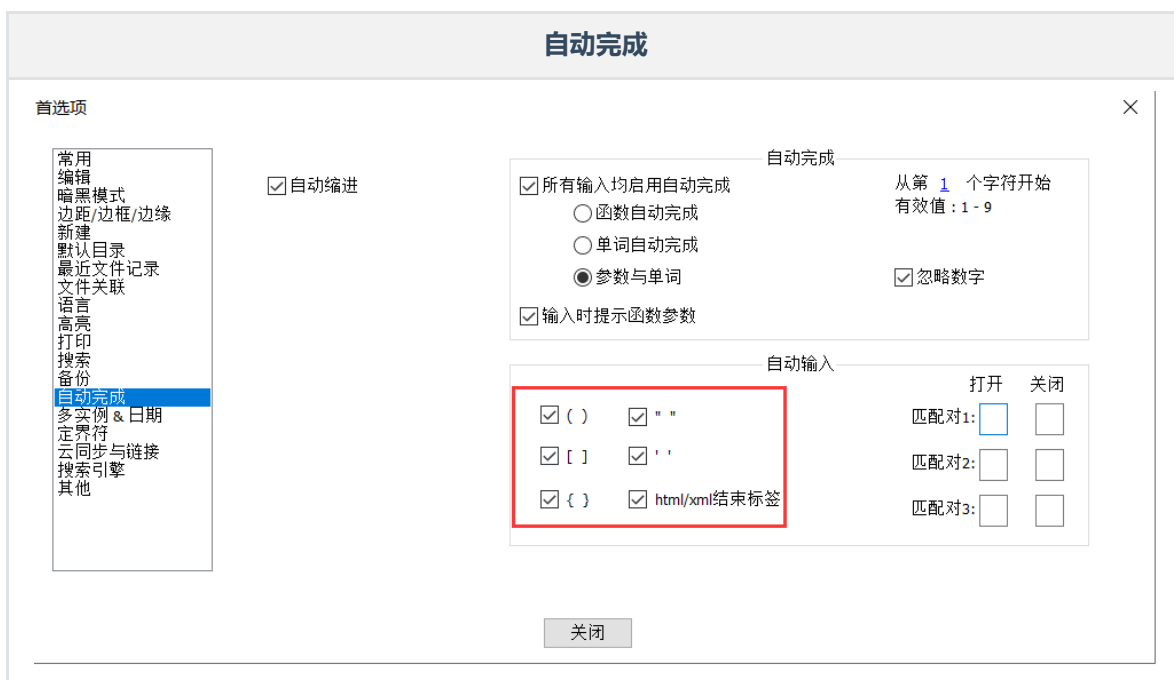 自动完成
首选项
常用
编辑
暗黑模式
边距/边框/边缘
新建
默认目录
最近文件记录
文件关联
语言
高亮
打印
搜索
备份
自动完成
多实例 & 日期
定界符
云同步与链接
搜索引擎
其他
自动缩进
自动完成
所有输入均启用自动完成
从第 1 个字符开始
有效值:1-9
函数自动完成
单词自动完成
参数与单词
忽略数字
输入时提示函数参数
自动输入
打开 关闭
( ) " " 匹配对1:
[ ] ' ' 匹配对2:
{ } html/xml结束标签 匹配对3:
关闭